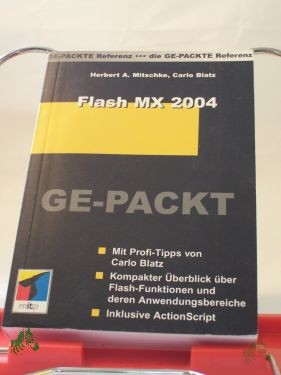 GE-PACKTE Referenz ••• die GE-PACKTE Referenz
Herbert A. Mitschke, Carlo Blatz
Flash MX 2004
GE-PACKT
Mit Profi-Tipps von
Carlo Blatz
Kompakter Überblick über
Flash-Funktionen und
deren Anwendungsbereiche
Inklusive ActionScript
mitp